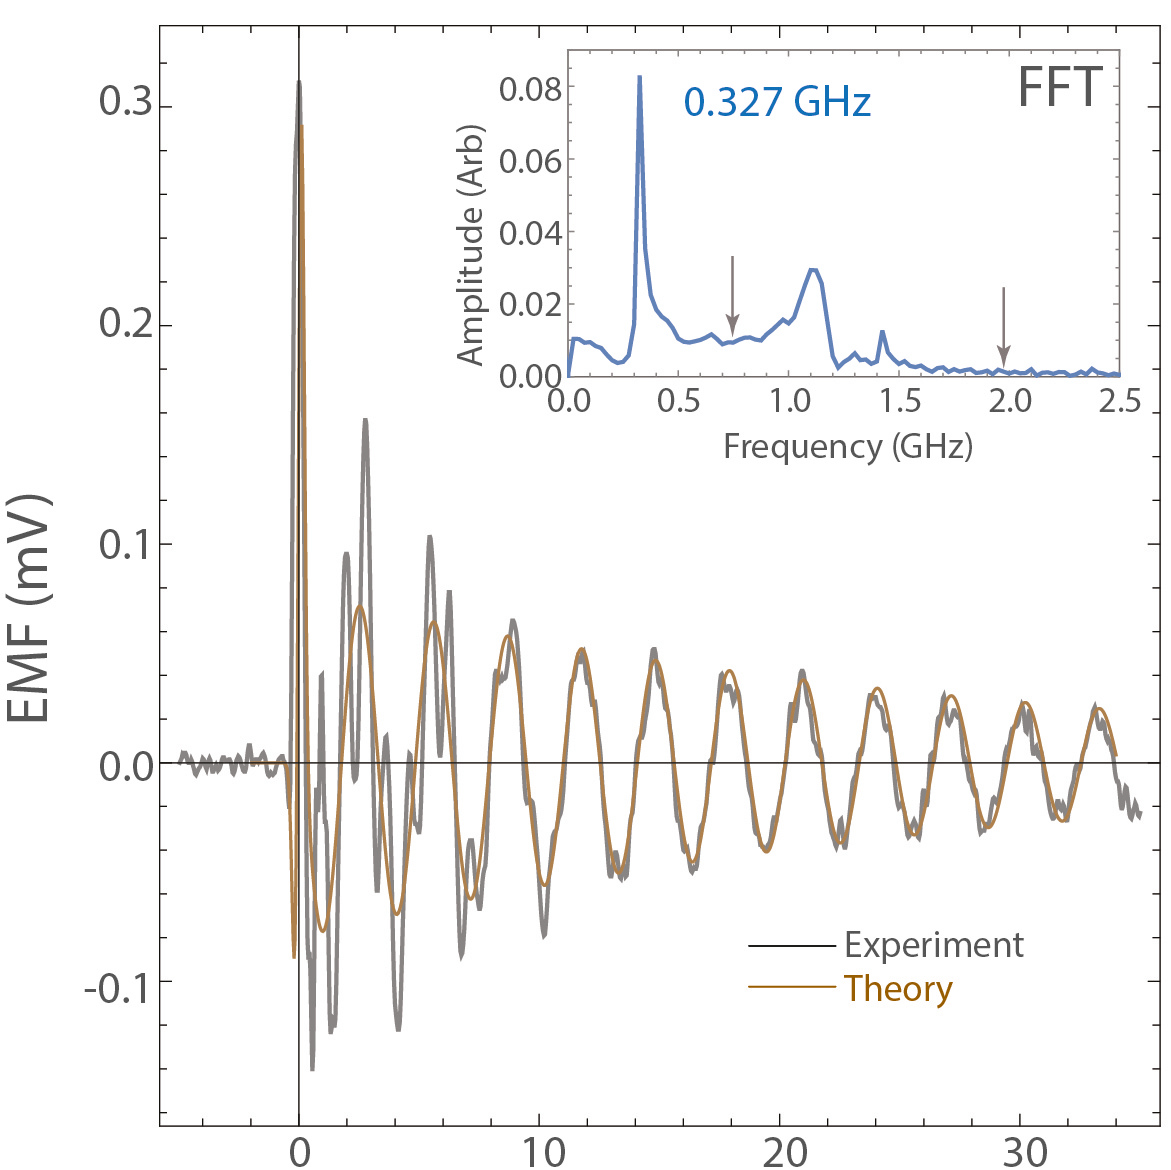 EMF (mV)
0.3
0.2
0.1
0.0
-0.1
0 10 20 30
Amplitude (Arb)
0.08
0.06
0.04
0.02
0.00
0.327 GHz
FFT
0.0 0.5 1.0 1.5 2.0 2.5
Frequency (GHz)
Experiment
Theory